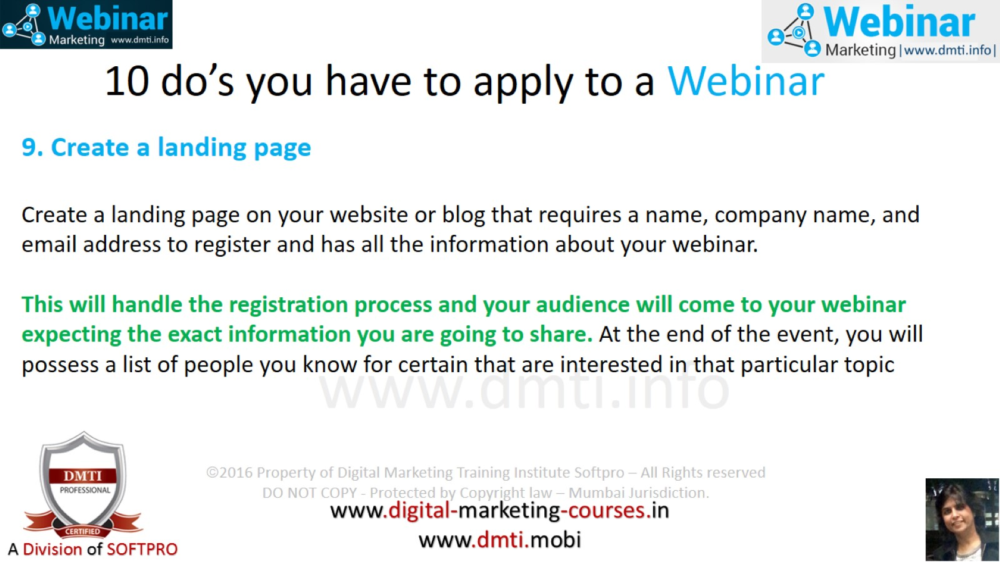 Webinar
Marketing www.dmti.info
Webinar
Marketing|www.dmti.info|
10 do’s you have to apply to a Webinar
9. Create a landing page
Create a landing page on your website or blog that requires a name, company name, and
email address to register and has all the information about your webinar.
This will handle the registration process and your audience will come to your webinar
expecting the exact information you are going to share. At the end of the event, you will
possess a list of people you know for certain that are interested in that particular topic
www.dmti.info
DMTI
PROFESSIONAL
CERTIFIED
A Division of SOFTPRO
©2016 Property of Digital Marketing Training Institute Softpro – All Rights reserved
DO NOT COPY - Protected by Copyright law – Mumbai Jurisdiction.
www.digital-marketing-courses.in
www.dmti.mobi